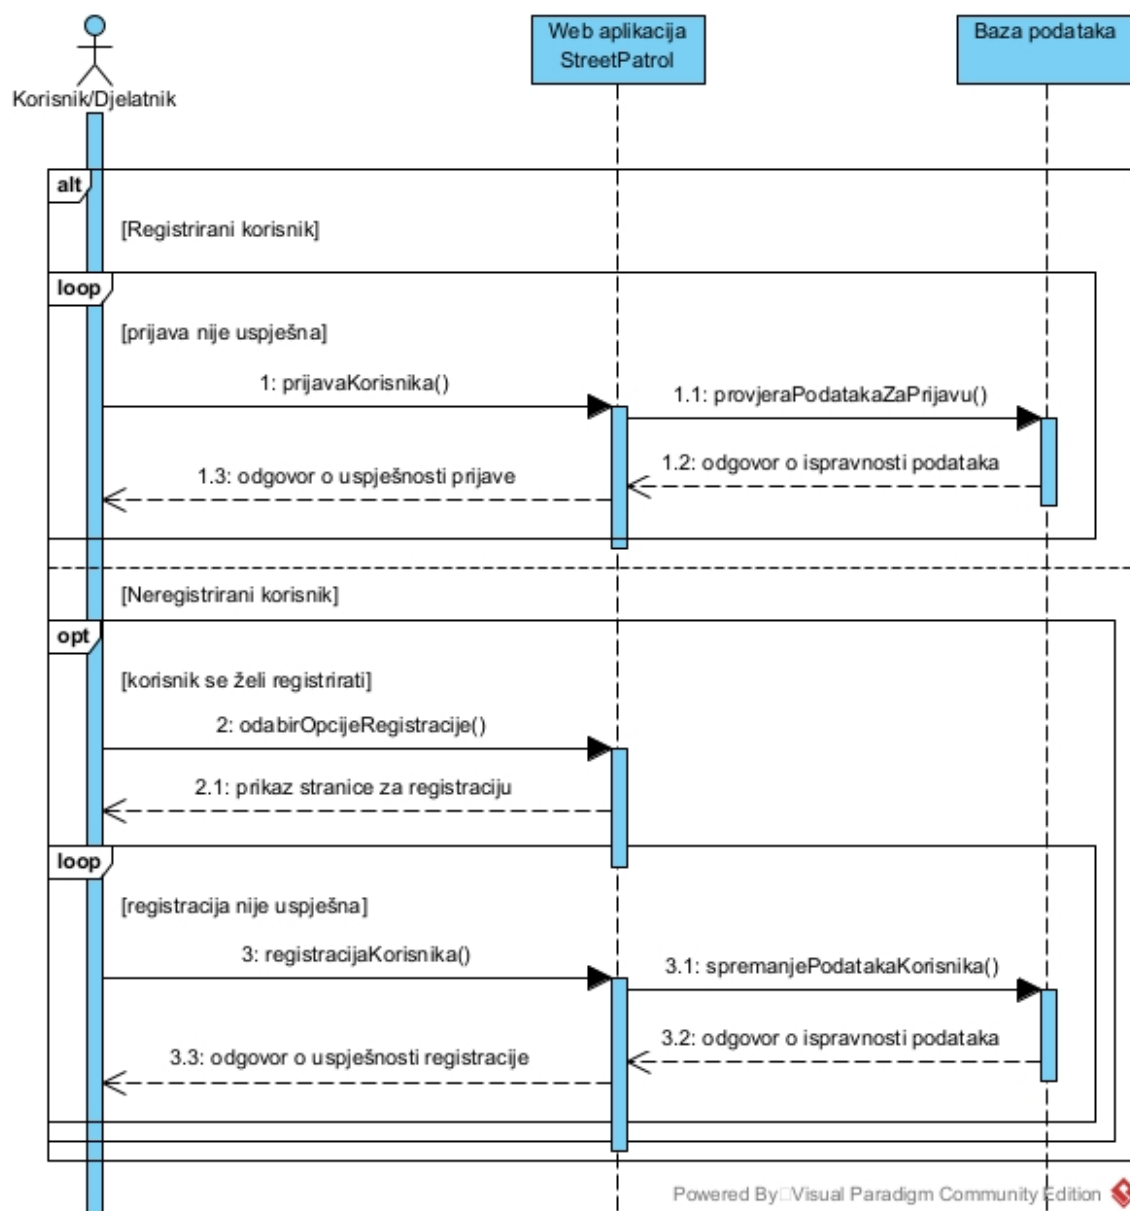 Web aplikacija
StreetPatrol
Baza podataka
Korisnik/Djelatnik
alt
[Registrirani korisnik]
loop
[prijava nije uspješna]
1: prijavaKorisnika()
1.1: provjeraPodatakaZaPrijavu()
1.2: odgovor o ispravnosti podataka
1.3: odgovor o uspješnosti prijave
[Neregistrirani korisnik]
opt
[korisnik se želi registrirati]
2: odabirOpcijeRegistracije()
2.1: prikaz stranice za registraciju
loop
[registracija nije uspješna]
3: registracijaKorisnika()
3.1: spremanjePodatakaKorisnika()
3.2: odgovor o ispravnosti podataka
3.3: odgovor o uspješnosti registracije
Powered By Visual Paradigm Community Edition